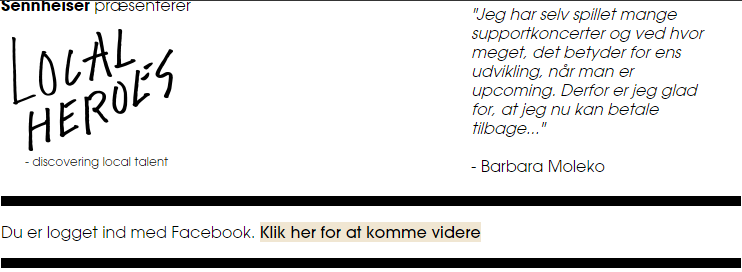 Sennheiser præsenterer
LOCAL
HEROES
- discovering local talent
"Jeg har selv spillet mange
supportkoncerter og ved hvor
meget, det betyder for ens
udvikling, når man er
upcoming. Derfor er jeg glad
for, at jeg nu kan betale
tilbage..."
- Barbara Moleko
Du er logget ind med Facebook. Klik her for at komme videre